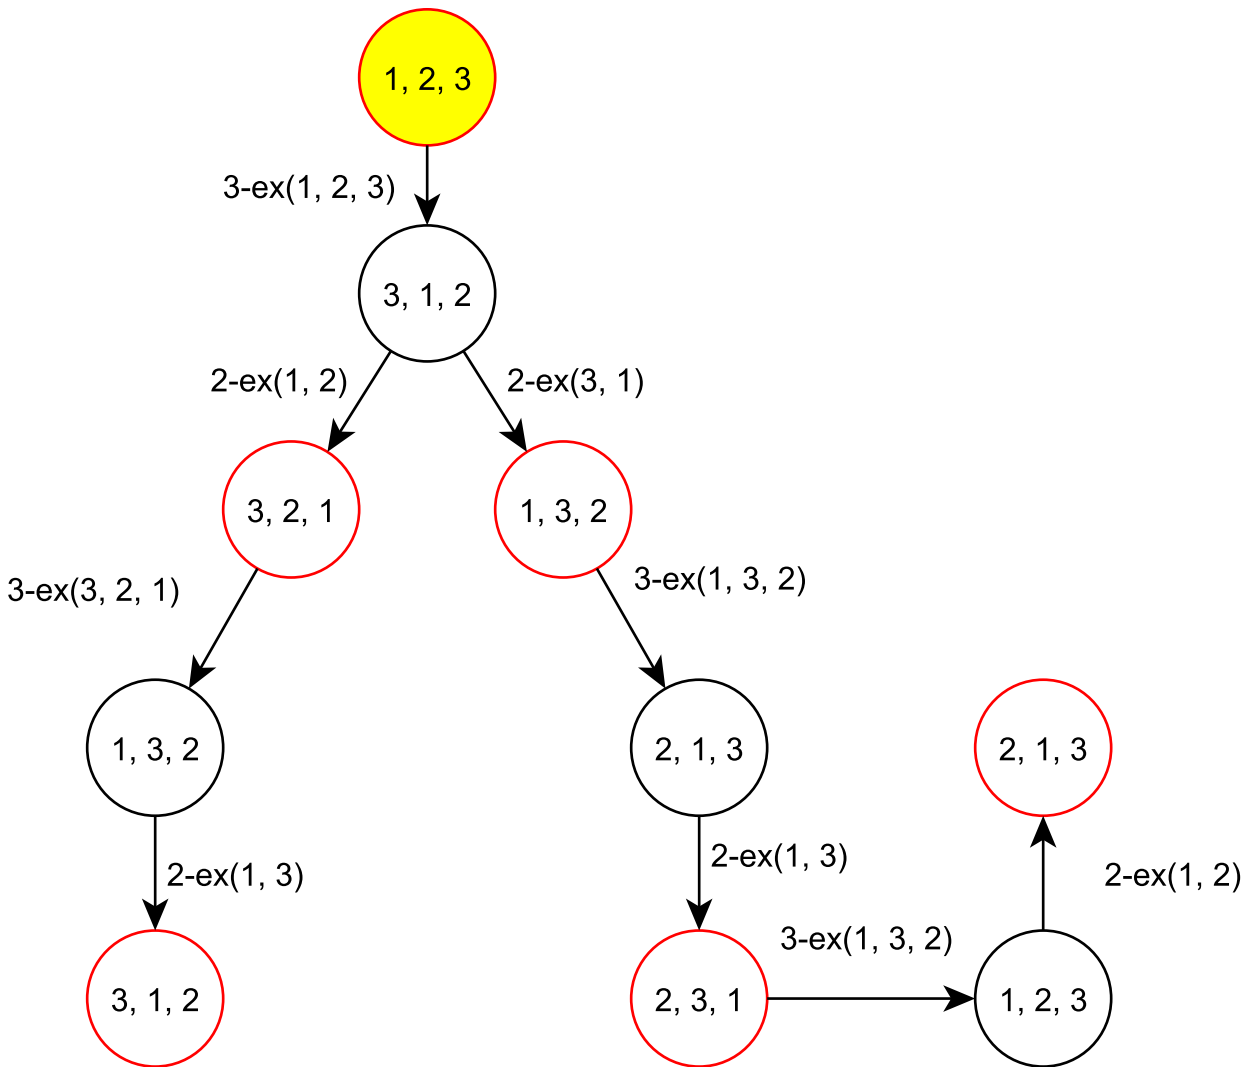 1, 2, 3
3-ex(1, 2, 3)
3, 1, 2
2-ex(1, 2)
2-ex(3, 1)
3, 2, 1
1, 3, 2
3-ex(3, 2, 1)
3-ex(1, 3, 2)
1, 3, 2
2, 1, 3
2, 1, 3
2-ex(1, 3)
2-ex(1, 3)
2-ex(1, 2)
3-ex(1, 3, 2)
3, 1, 2
2, 3, 1
1, 2, 3